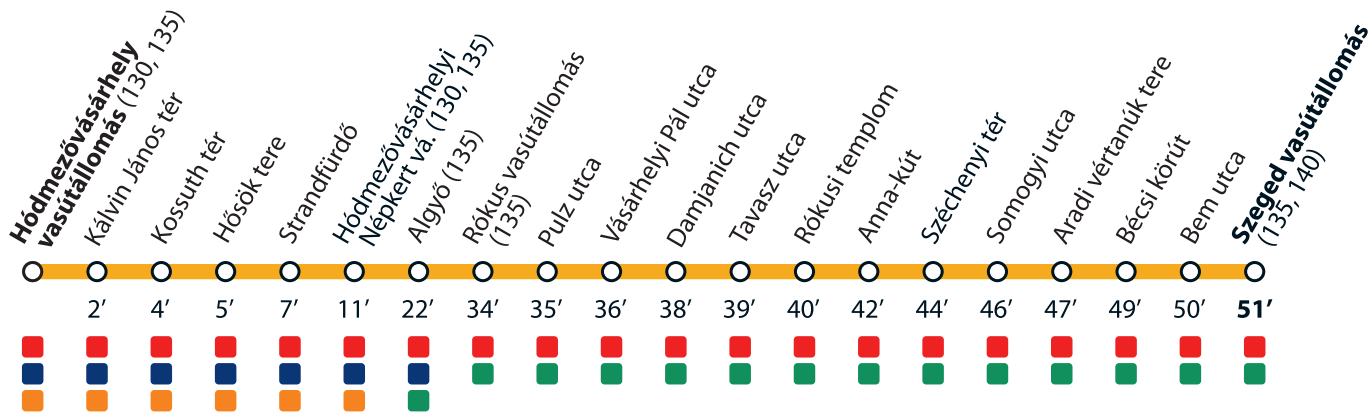 Hódmezővásárhely
vasútállomás (130, 135)
Kálvin János tér
Kossuth tér
Hősök tere
Strandfürdő
Hódmezővásárhelyi
Népkert vá. (130, 135)
Algyő (135)
Rókus vasútállomás
(135)
Pulz utca
Vásárhelyi Pál utca
Damjanich utca
Tavasz utca
Rókusi templom
Anna-kút
Széchenyi tér
Somogyi utca
Aradi vértanúk tere
Bécsi körút
Bem utca
Szeged vasútállomás
(135, 140)
2′ 4′ 5′ 7′ 11′ 22′ 34′ 35′ 36′ 38′ 39′ 40′ 42′ 44′ 46′ 47′ 49′ 50′ 51′